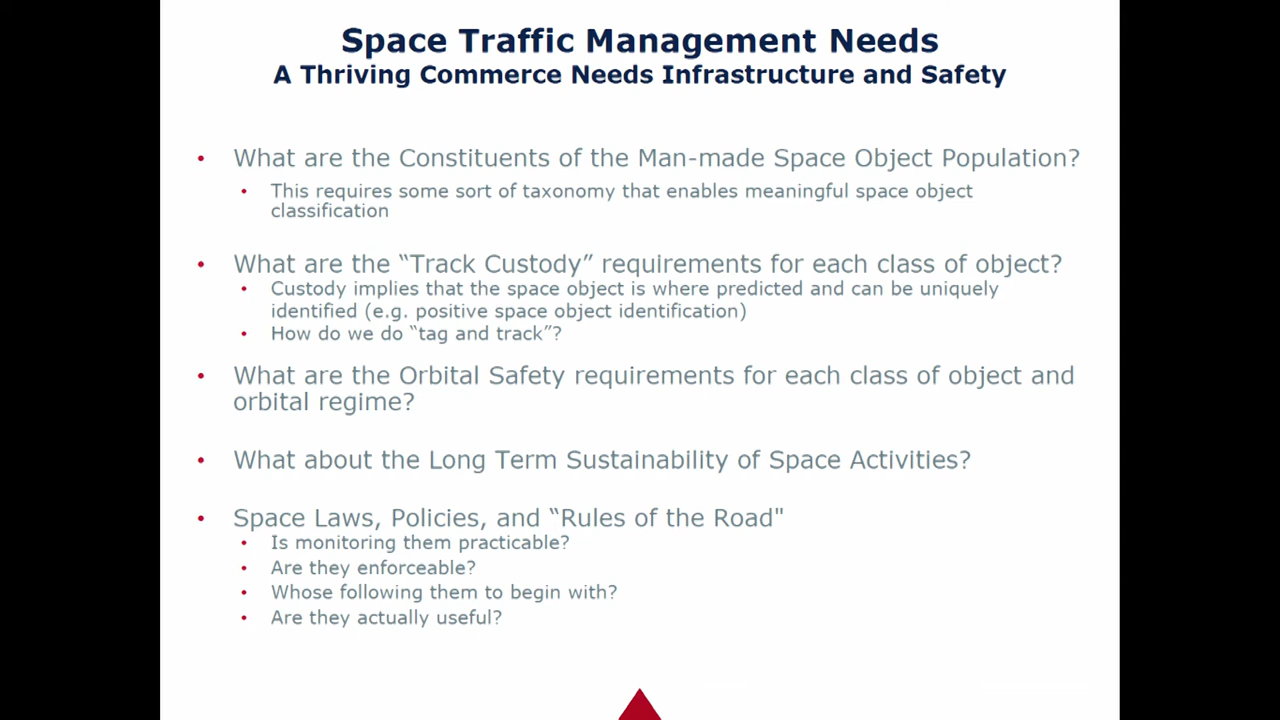 Space Traffic Management Needs
A Thriving Commerce Needs Infrastructure and Safety
• What are the Constituents of the Man-made Space Object Population?
• This requires some sort of taxonomy that enables meaningful space object
classification
• What are the “Track Custody” requirements for each class of object?
• Custody implies that the space object is where predicted and can be uniquely
identified (e.g. positive space object identification)
• How do we do “tag and track”?
• What are the Orbital Safety requirements for each class of object and
orbital regime?
• What about the Long Term Sustainability of Space Activities?
• Space Laws, Policies, and “Rules of the Road"
• Is monitoring them practicable?
• Are they enforceable?
• Whose following them to begin with?
• Are they actually useful?